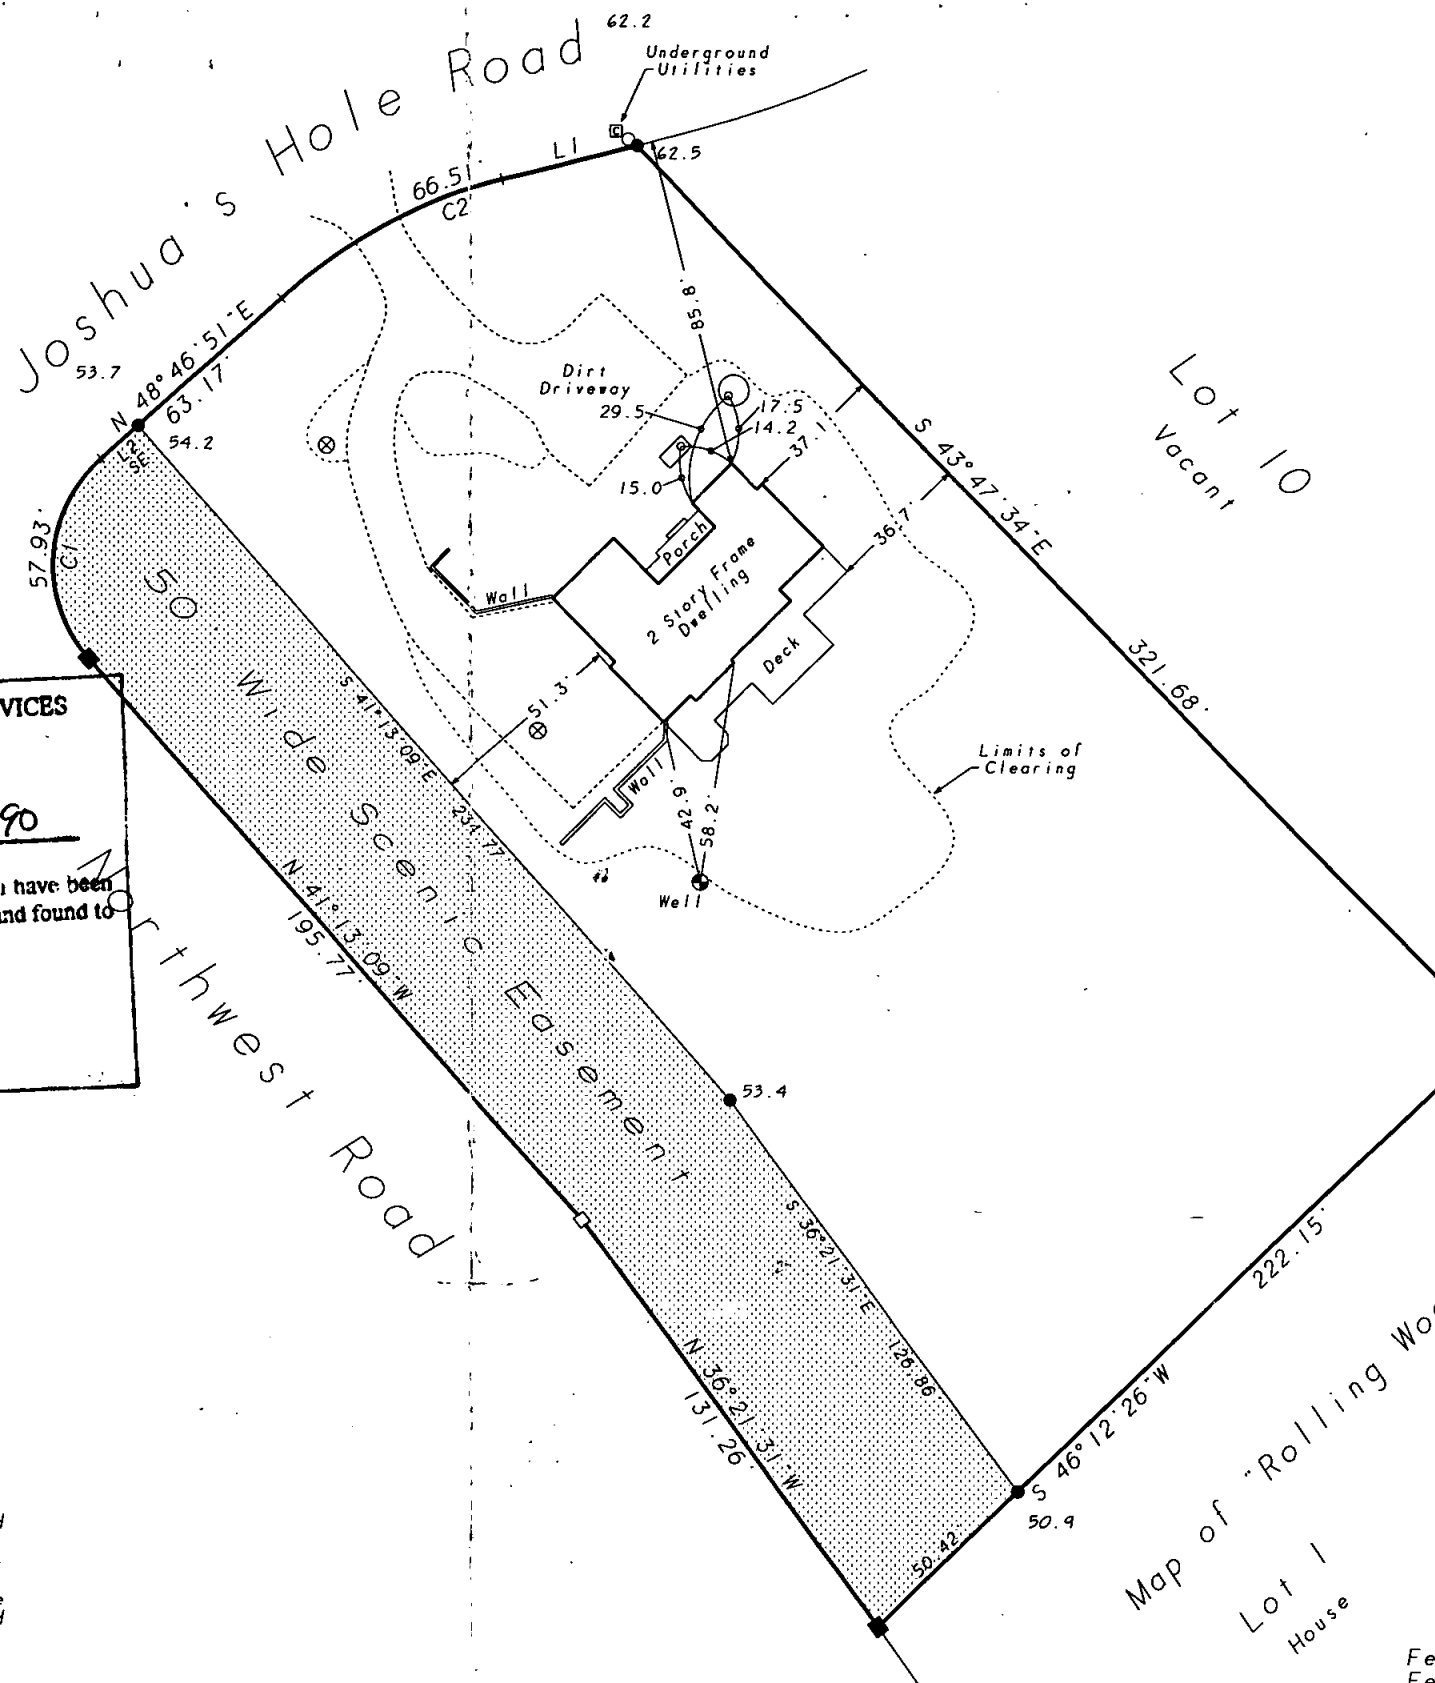 62.2
Joshua's Hole Road
Underground
Utilities
C
62.5
L1
66.51'
C2
N 48°46'51"E
63.17'
53.7
54.2
L2
SE
57.93'
C1
85.8'
Dirt
Driveway
29.5
17.5
14.2
15.0
37.1
36.7
Lot 10
Vacant
S 43°47'34"E
321.68'
Porch
2 Story Frame
Dwelling
Deck
Wall
Wall
51.3'
42.9
58.2'
Well
Limits of
Clearing
50' Wide Scenic Easement
S 41°13'09"E
234.77'
N 41°13'09"W
195.77'
Northwest Road
VICES
90
have been
and found to
53.4
S 36°21'31"E
126.86'
N 36°21'31"W
131.26'
50.42'
50.9
S 46°12'26"W
222.15'
Map of "Rolling Woo
Lot 1
House
Fe